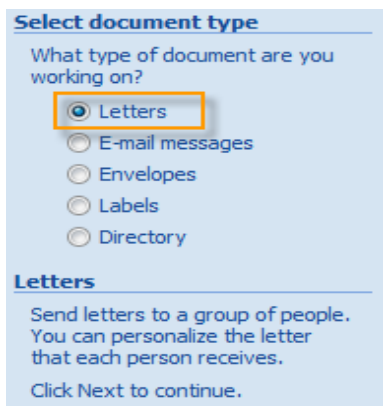 Select document type
What type of document are you
working on?
Letters
E-mail messages
Envelopes
Labels
Directory
Letters
Send letters to a group of people.
You can personalize the letter
that each person receives.
Click Next to continue.